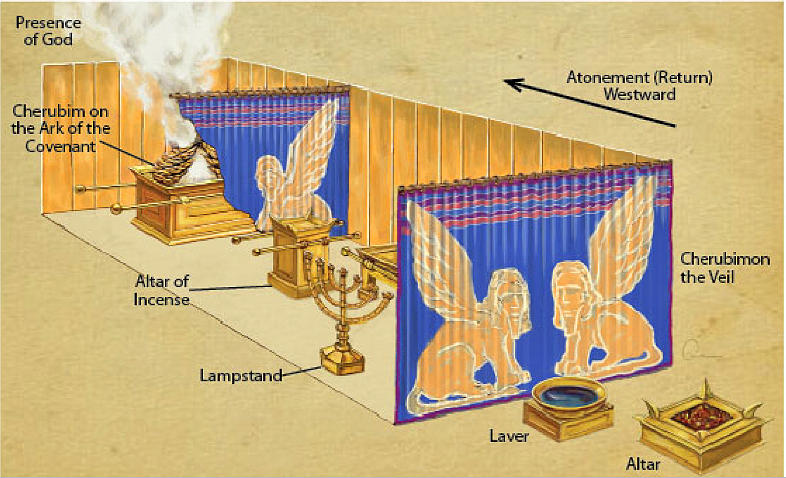 Presence
of God
Atonement (Return)
Westward
Cherubim on
the Ark of the
Covenant
Cherubimon
the Veil
Altar of
Incense
Lampstand
Laver
Altar